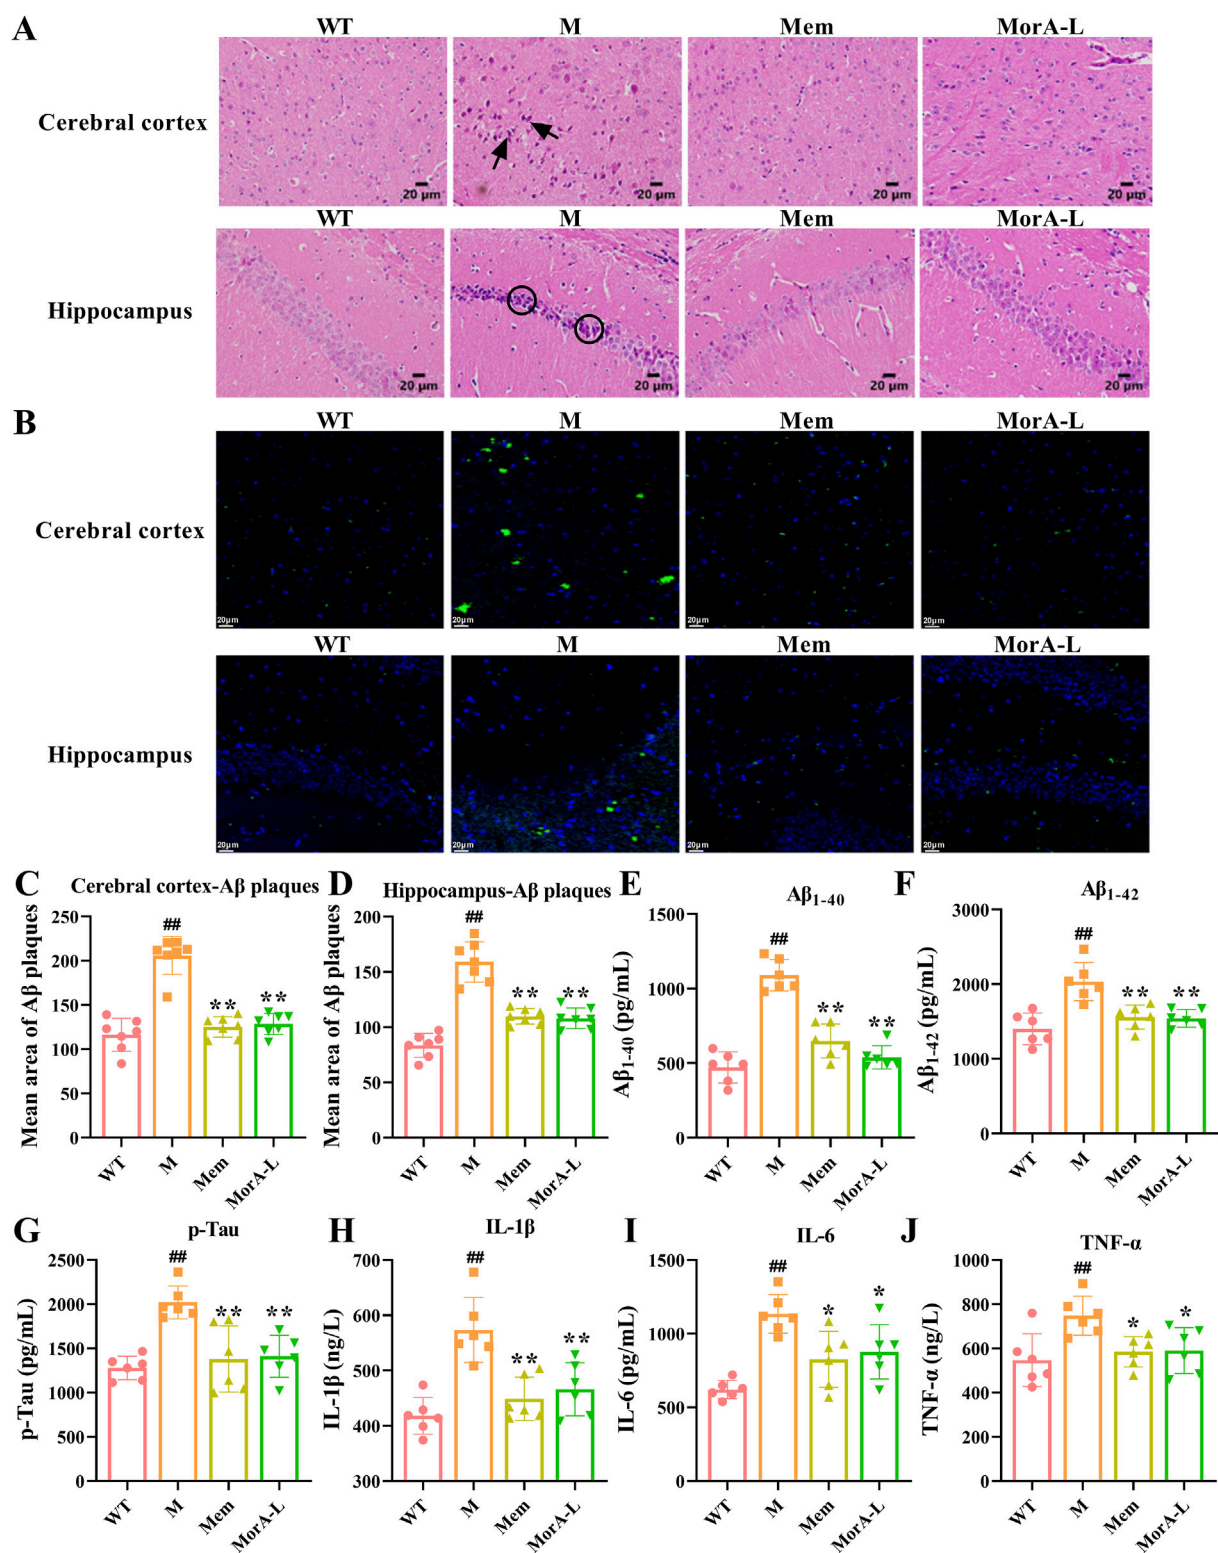 A
WT M Mem MorA-L
Cerebral cortex
20 μm 20 μm 20 μm 20 μm
WT M Mem MorA-L
Hippocampus
20 μm 20 μm 20 μm 20 μm
B
WT M Mem MorA-L
Cerebral cortex
20μm 20μm 20μm 20μm
WT M Mem MorA-L
Hippocampus
20μm 20μm 20μm 20μm
C
Cerebral cortex-Aβ plaques
Mean area of Aβ plaques
250
200
150
100
50
0
##
**
**
WT M Mem MorA-L
D
Hippocampus-Aβ plaques
Mean area of Aβ plaques
200
150
100
50
0
##
**
**
WT M Mem MorA-L
E
Aβ1-40
Aβ1-40 (pg/mL)
1500
1000
500
0
##
**
**
WT M Mem MorA-L
F
Aβ1-42
Aβ1-42 (pg/mL)
3000
2000
1000
0
##
**
**
WT M Mem MorA-L
G
p-Tau
p-Tau (pg/mL)
2500
2000
1500
1000
500
0
##
**
**
WT M Mem MorA-L
H
IL-1β
IL-1β (ng/L)
700
600
500
400
300
##
**
**
WT M Mem MorA-L
I
IL-6
IL-6 (pg/mL)
1500
1000
500
0
##
*
*
WT M Mem MorA-L
J
TNF-α
TNF-α (ng/L)
1000
800
600
400
200
0
##
*
*
WT M Mem MorA-L